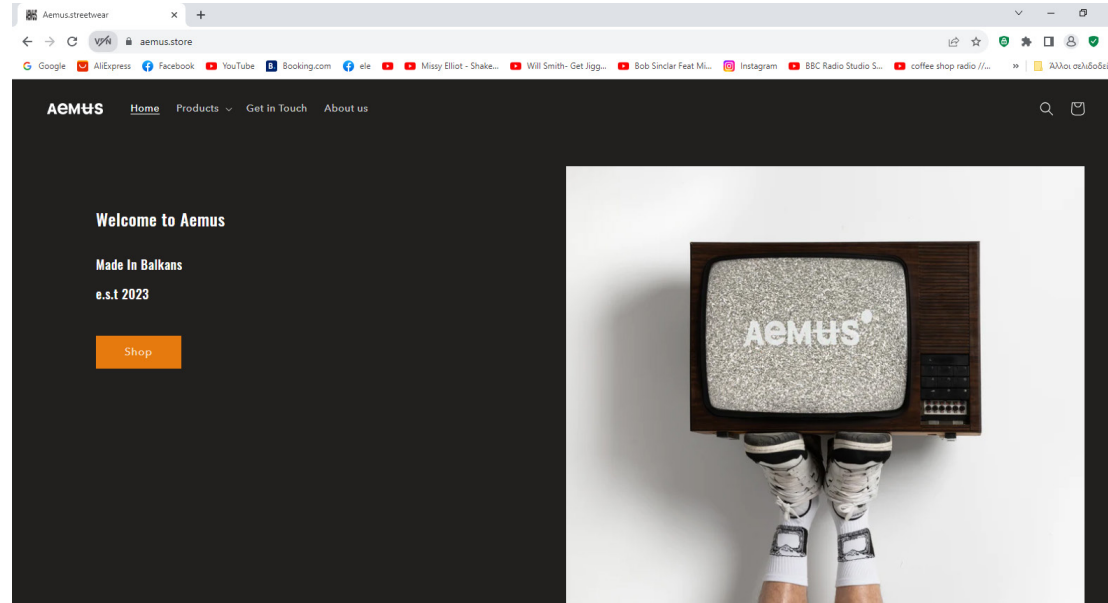 Aemus.streetwear
VPN aemus.store
Google AliExpress Facebook YouTube Booking.com ele Missy Elliot - Shake... Will Smith- Get Jigg... Bob Sinclar Feat Mi... Instagram BBC Radio Studio S... coffee shop radio //... » Άλλοι σελιδοδεί
AeMUS Home Products Get in Touch About us
Welcome to Aemus
Made In Balkans
e.s.t 2023
Shop
AeMUS